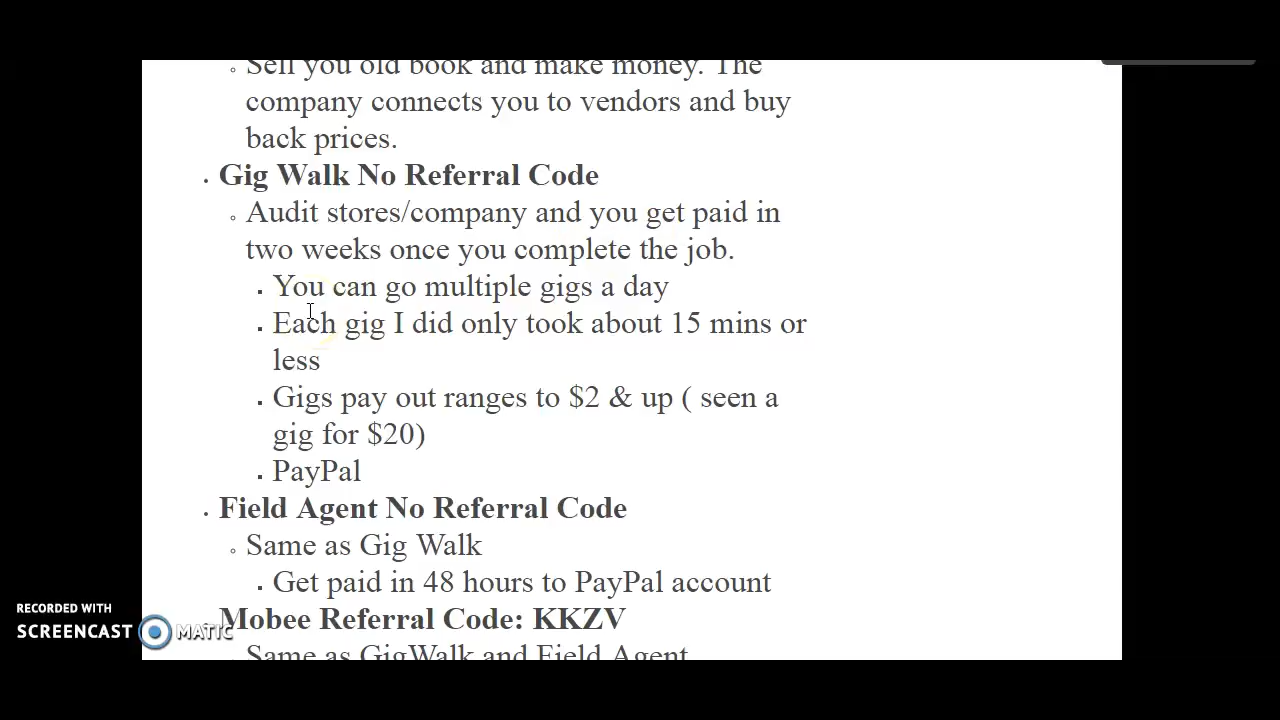 Sell you old book and make money. The
company connects you to vendors and buy
back prices.
Gig Walk No Referral Code
Audit stores/company and you get paid in
two weeks once you complete the job.
You can go multiple gigs a day
Each gig I did only took about 15 mins or
less
Gigs pay out ranges to $2 & up ( seen a
gig for $20)
PayPal
Field Agent No Referral Code
Same as Gig Walk
Get paid in 48 hours to PayPal account
Mobee Referral Code: KKZV
Same as GigWalk and Field Agent
RECORDED WITH
SCREENCAST MATIC